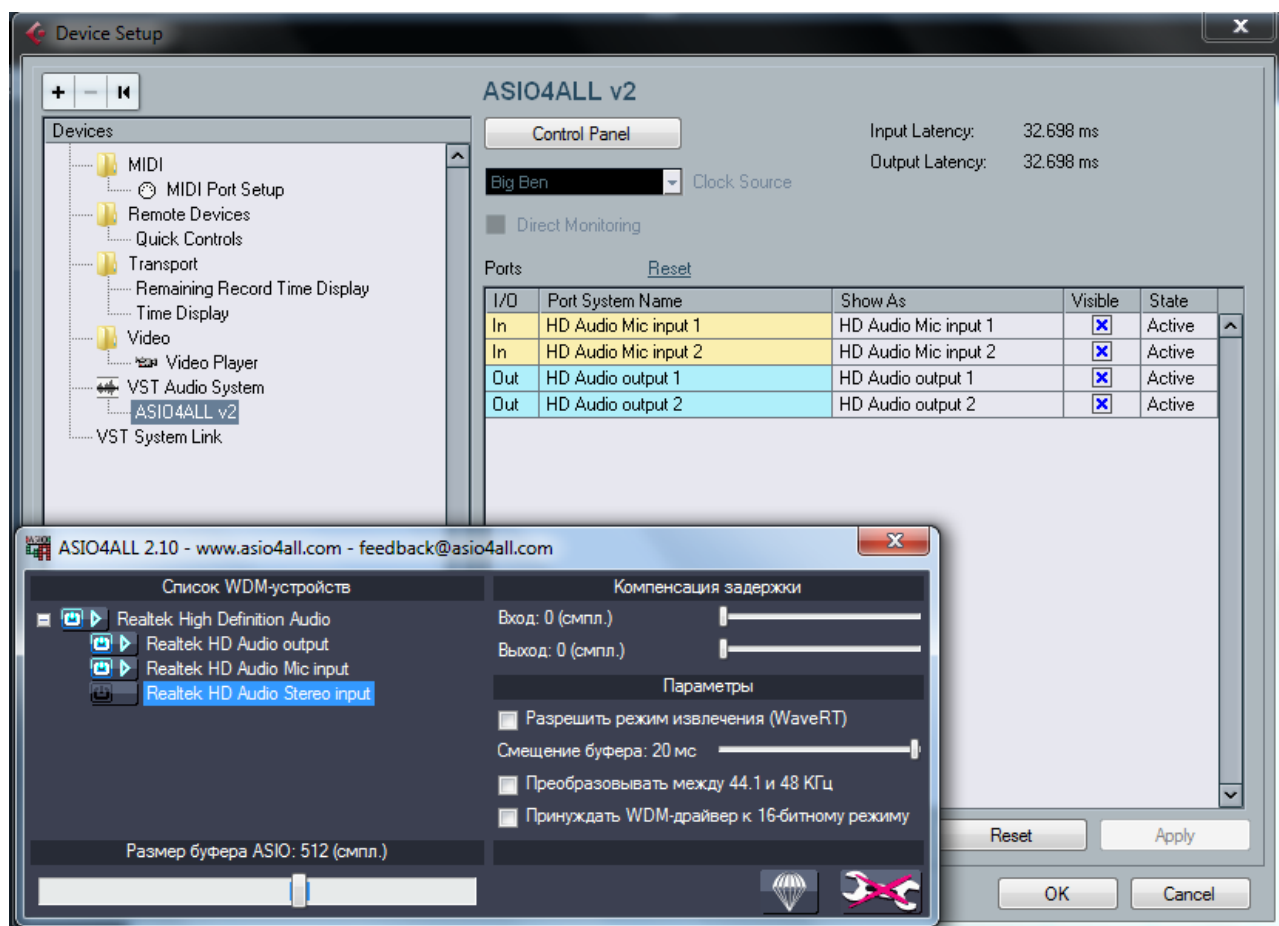 Device Setup
Devices
MIDI
MIDI Port Setup
Remote Devices
Quick Controls
Transport
Remaining Record Time Display
Time Display
Video
Video Player
VST Audio System
ASIO4ALL v2
VST System Link
ASIO4ALL v2
Control Panel
Input Latency: 32.698 ms
Output Latency: 32.698 ms
Big Ben Clock Source
Direct Monitoring
Ports Reset
I/O Port System Name Show As Visible State
In HD Audio Mic input 1 HD Audio Mic input 1 Active
In HD Audio Mic input 2 HD Audio Mic input 2 Active
Out HD Audio output 1 HD Audio output 1 Active
Out HD Audio output 2 HD Audio output 2 Active
Reset Apply
OK Cancel
ASIO4ALL 2.10 - www.asio4all.com - feedback@asio4all.com
Список WDM-устройств
Realtek High Definition Audio
Realtek HD Audio output
Realtek HD Audio Mic input
Realtek HD Audio Stereo input
Размер буфера ASIO: 512 (смпл.)
Компенсация задержки
Вход: 0 (смпл.)
Выход: 0 (смпл.)
Параметры
Разрешить режим извлечения (WaveRT)
Смещение буфера: 20 мс
Преобразовывать между 44.1 и 48 КГц
Принуждать WDM-драйвер к 16-битному режиму